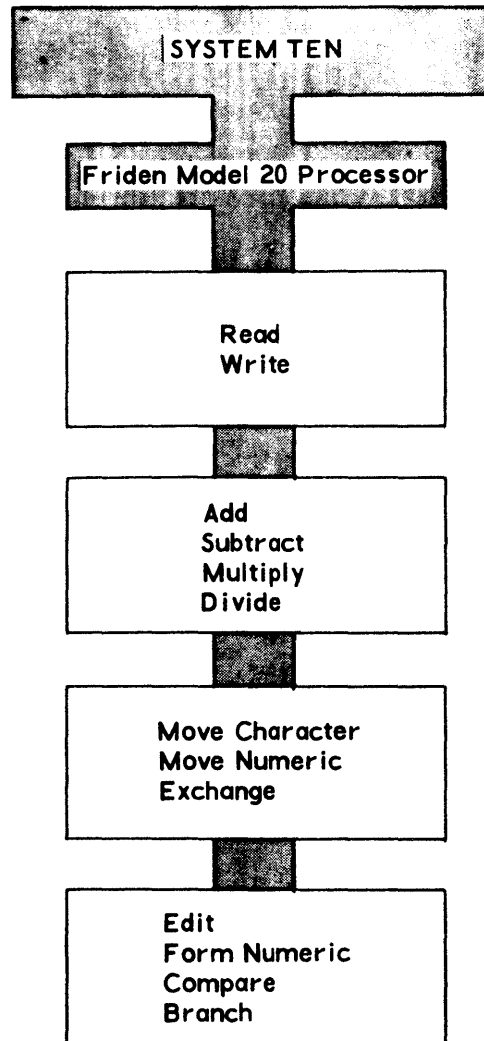 SYSTEM TEN
Friden Model 20 Processor
Read
Write
Add
Subtract
Multiply
Divide
Move Character
Move Numeric
Exchange
Edit
Form Numeric
Compare
Branch